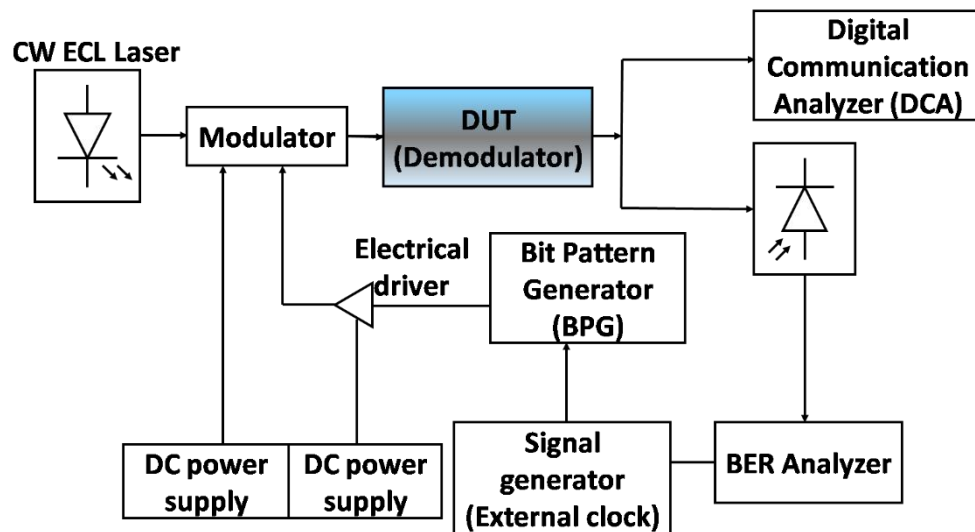 CW ECL Laser
Modulator
DUT
(Demodulator)
Digital
Communication
Analyzer (DCA)
Electrical
driver
Bit Pattern
Generator
(BPG)
DC power
supply
DC power
supply
Signal
generator
(External clock)
BER Analyzer